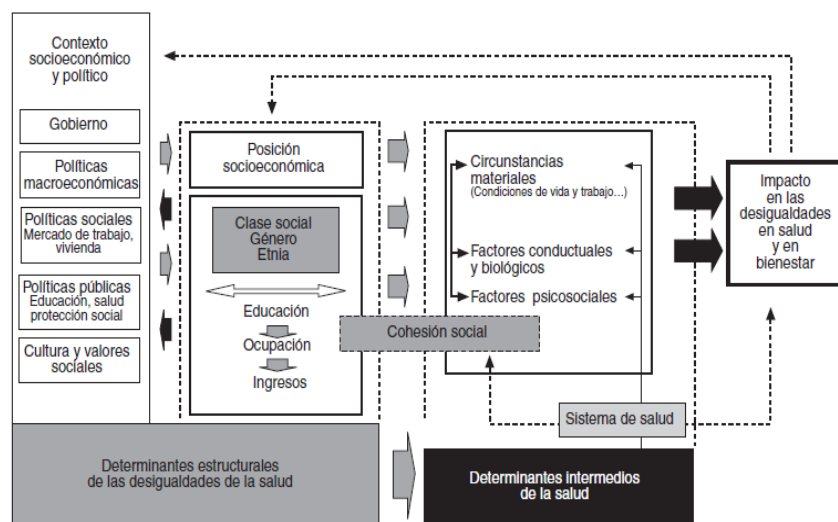 Contexto
socioeconómico
y político
Gobierno
Políticas
macroeconómicas
Políticas sociales
Mercado de trabajo,
vivienda
Políticas públicas
Educación, salud
protección social
Cultura y valores
sociales
Posición
socioeconómica
Clase social
Género
Etnia
Educación
Ocupación
Ingresos
Cohesión social
Circunstancias
materiales
(Condiciones de vida y trabajo...)
Factores conductuales
y biológicos
Factores psicosociales
Sistema de salud
Impacto
en las
desigualdades
en salud
y en
bienestar
Determinantes estructurales
de las desigualdades de la salud
Determinantes intermedios
de la salud